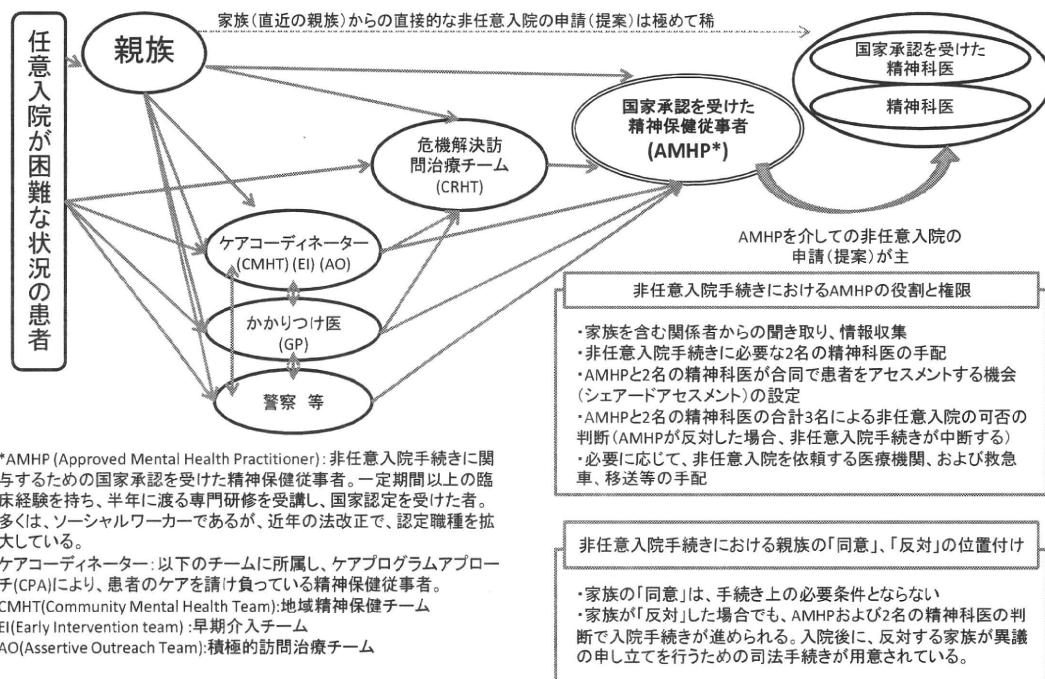 家族(直近の親族)からの直接的な非任意入院の申請(提案)は極めて稀
任意入院が困難な状況の患者
親族
国家承認を受けた
精神科医
精神科医
国家承認を受けた
精神保健従事者
(AMHP*)
危機解決訪
問治療チーム
(CRHT)
ケアコーディネーター
(CMHT) (EI) (AO)
かかりつけ医
(GP)
警察 等
AMHPを介しての非任意入院の
申請(提案)が主
非任意入院手続きにおけるAMHPの役割と権限
・家族を含む関係者からの聞き取り、情報収集
・非任意入院手続きに必要な2名の精神科医の手配
・AMHPと2名の精神科医が合同で患者をアセスメントする機会
(シェアードアセスメント)の設定
・AMHPと2名の精神科医の合計3名による非任意入院の可否の
判断(AMHPが反対した場合、非任意入院手続きが中断する)
・必要に応じて、非任意入院を依頼する医療機関、および救急
車、移送等の手配
*AMHP (Approved Mental Health Practitioner) : 非任意入院手続きに関
与するための国家承認を受けた精神保健従事者。一定期間以上の臨
床経験を持ち、半年に渡る専門研修を受講し、国家認定を受けた者。
多くは、ソーシャルワーカーであるが、近年の法改正で、認定職種を拡
大している。
ケアコーディネーター:以下のチームに所属し、ケアプログラムアプロー
チ(CPA)により、患者のケアを請け負っている精神保健従事者。
CMHT(Community Mental Health Team):地域精神保健チーム
EI(Early Intervention team) :早期介入チーム
AO(Assertive Outreach Team):積極的訪問治療チーム
非任意入院手続きにおける親族の「同意」、「反対」の位置付け
・家族の「同意」は、手続き上の必要条件とならない
・家族が「反対」した場合でも、AMHPおよび2名の精神科医の判
断で入院手続きが進められる。入院後に、反対する家族が異議
の申し立てを行うための司法手続きが用意されている。